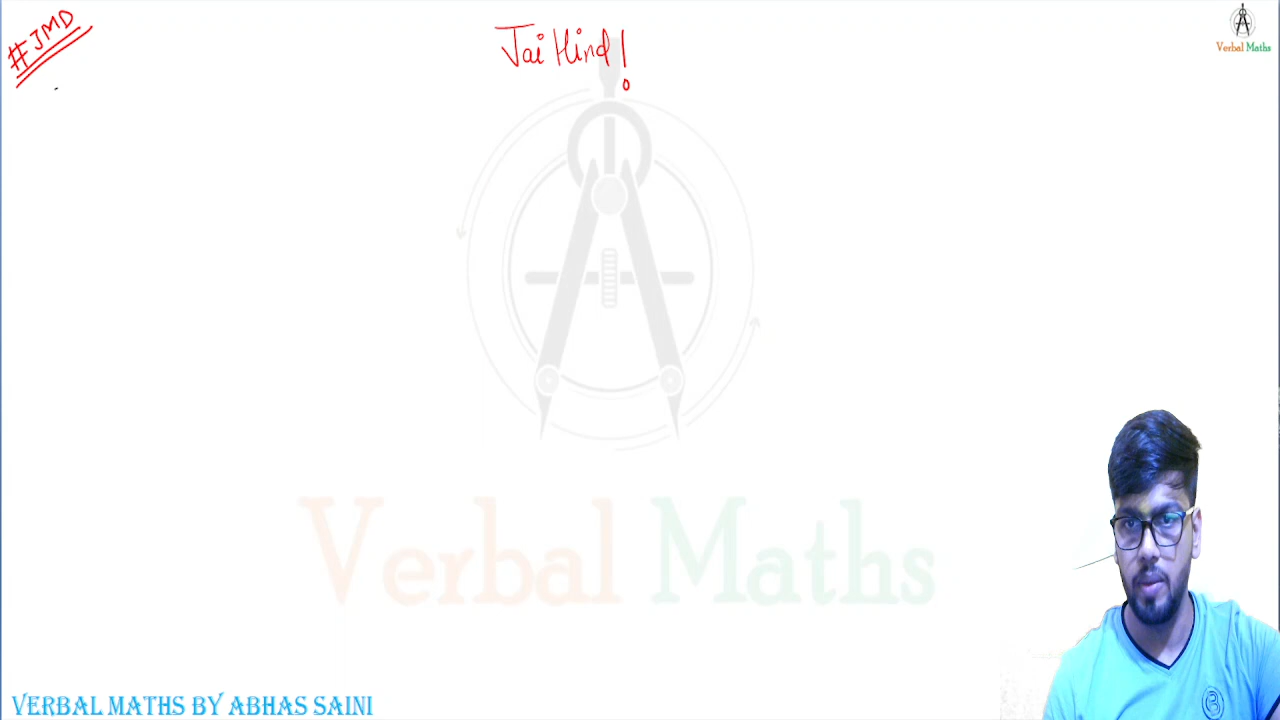 #JMD
Jai Hind!
Verbal Maths
Verbal Maths
VERBAL MATHS BY ABHAS SAINI